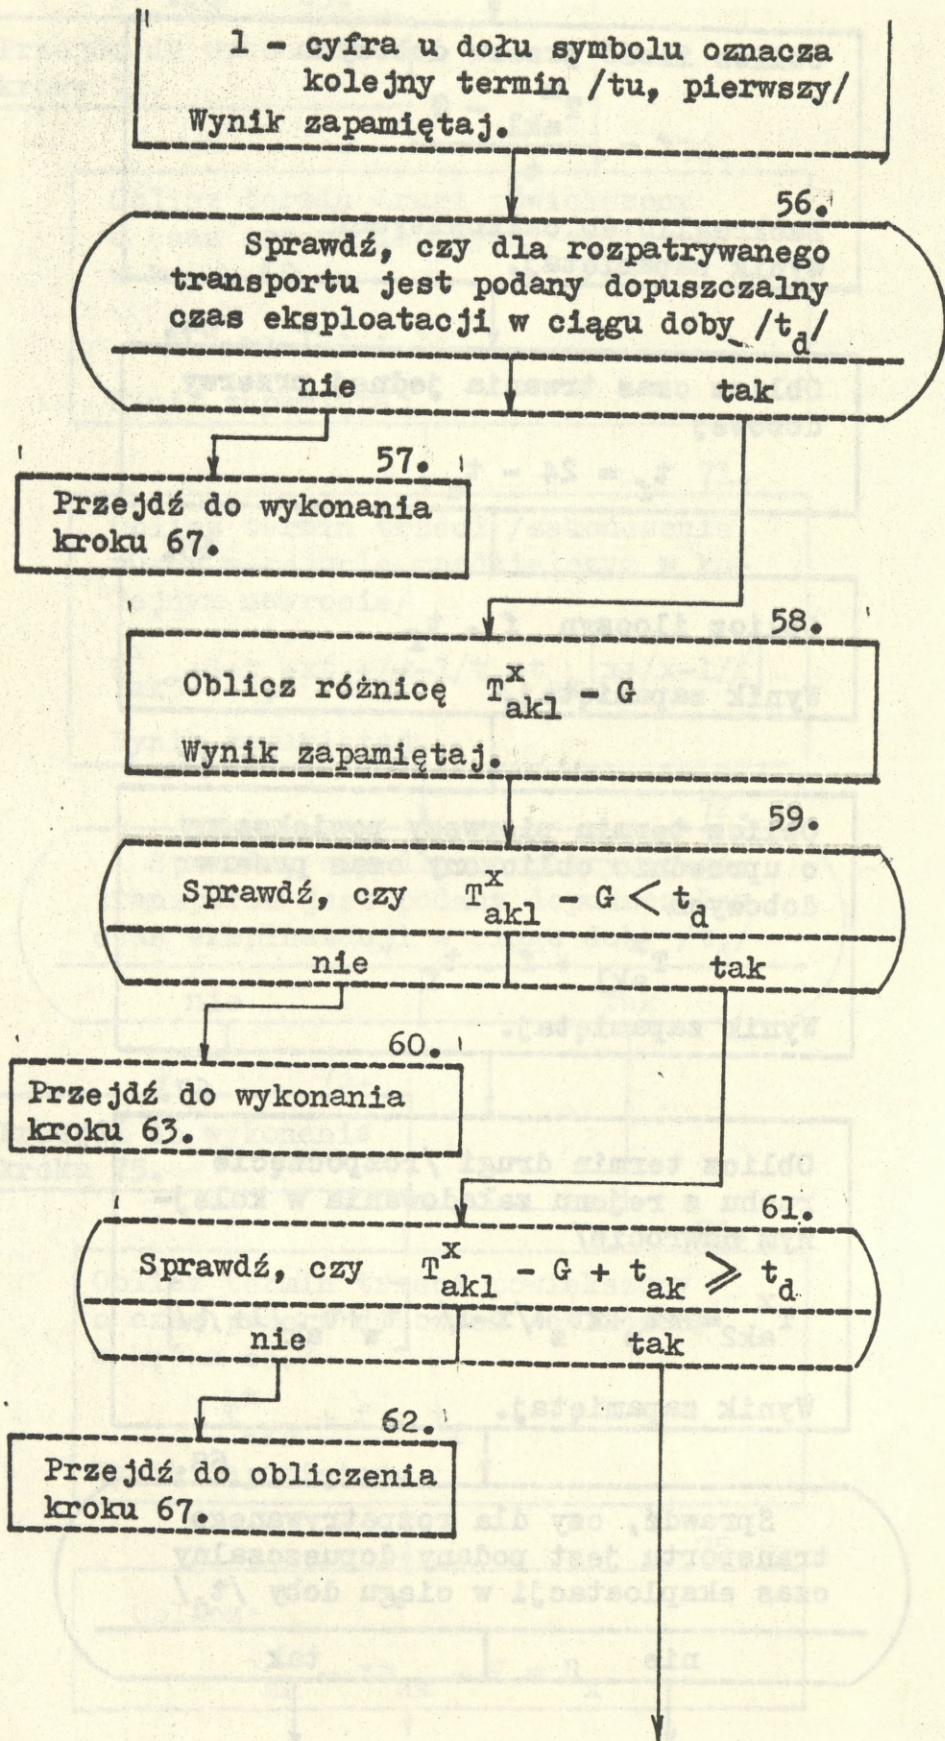 1 - cyfra u dołu symbolu oznacza
kolejny termin /tu, pierwszy/
Wynik zapamiętaj.
56.
Sprawdź, czy dla rozpatrywanego
transportu jest podany dopuszczalny
czas eksploatacji w ciągu doby /t_d/
nie tak
57.
Przejdź do wykonania
kroku 67.
58.
Oblicz różnicę T^x_akl - G
Wynik zapamiętaj.
59.
Sprawdź, czy T^x_akl - G < t_d
nie tak
60.
Przejdź do wykonania
kroku 63.
61.
Sprawdź, czy T^x_akl - G + t_ak ⩾ t_d
nie tak
62.
Przejdź do obliczenia
kroku 67.